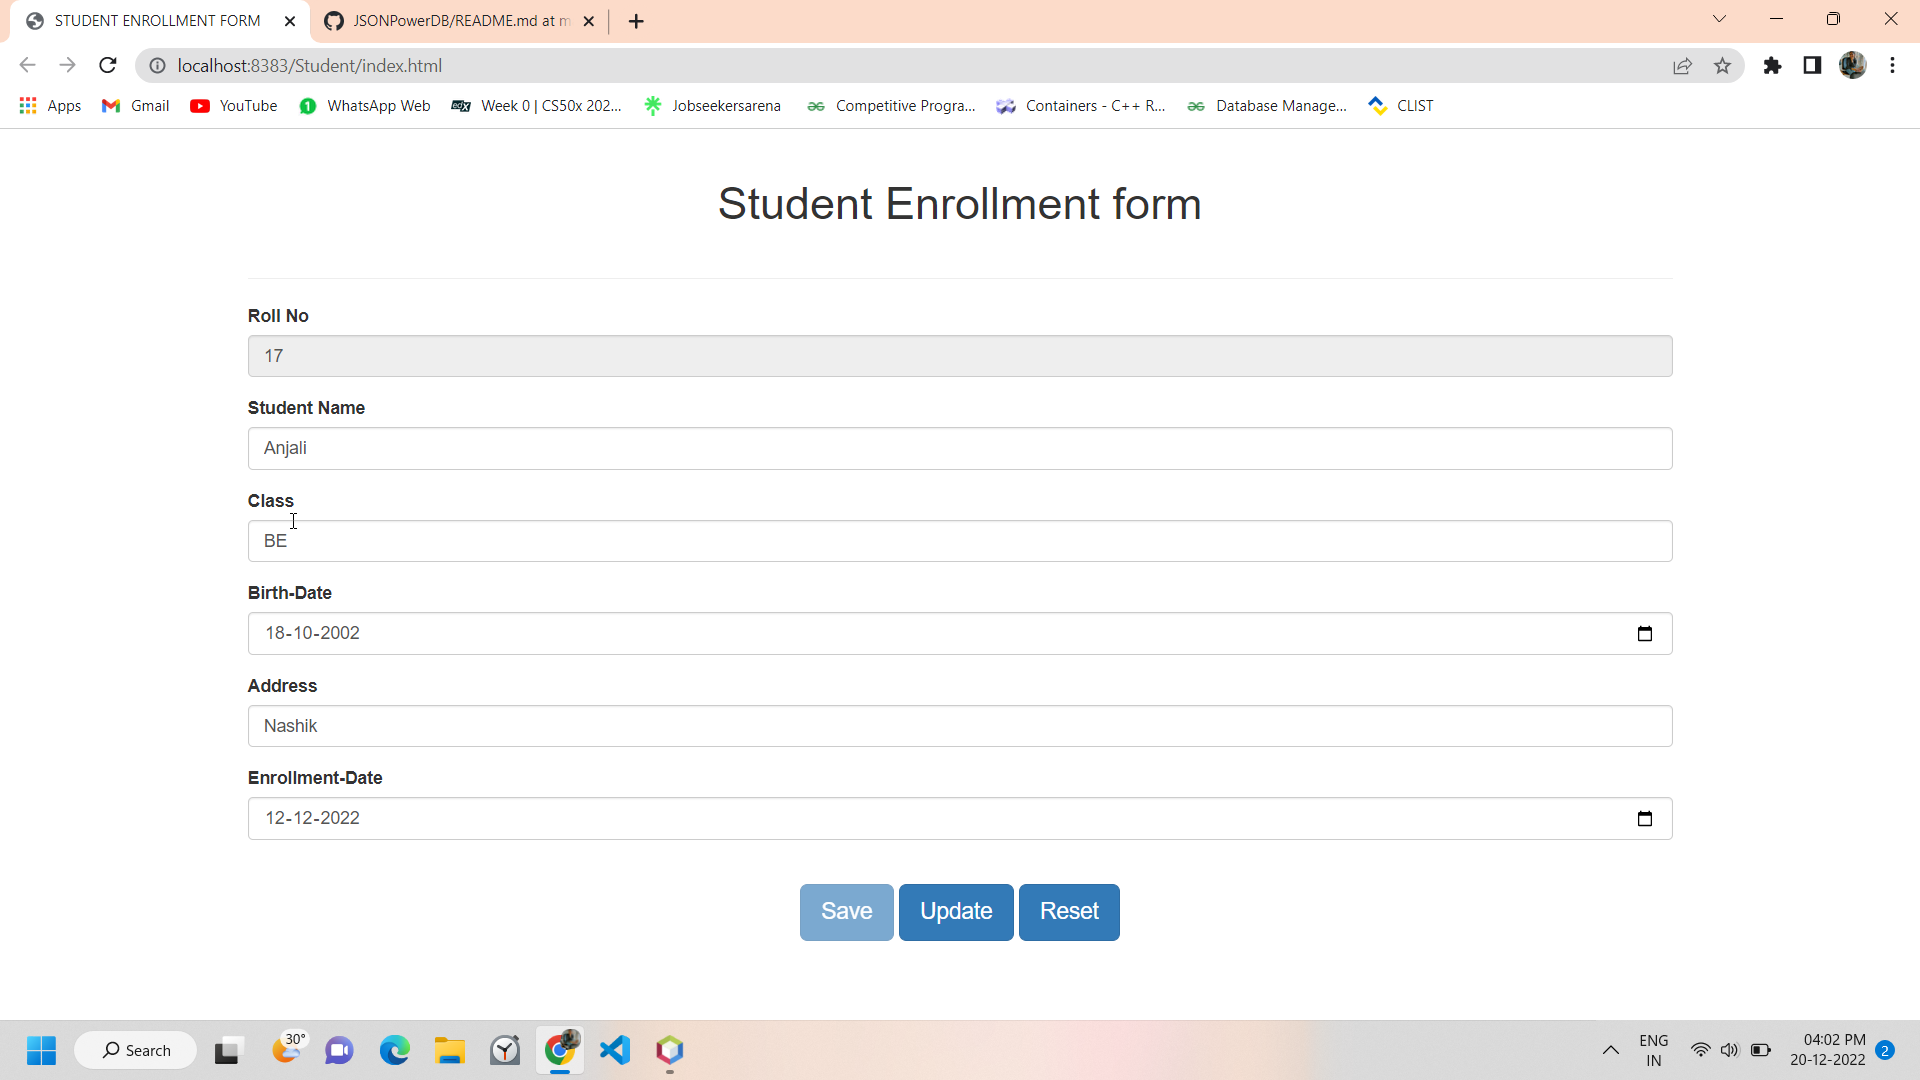 STUDENT ENROLLMENT FORM
JSONPowerDB/README.md at m
localhost:8383/Student/index.html
Apps
Gmail
YouTube
WhatsApp Web
Week 0 | CS50x 202...
Jobseekersarena
Competitive Progra...
Containers - C++ R...
Database Manage...
CLIST
Student Enrollment form
Roll No
17
Student Name
Anjali
Class
BE
Birth-Date
18-10-2002
Address
Nashik
Enrollment-Date
12-12-2022
Save
Update
Reset
Search
30°
ENG
IN
04:02 PM
20-12-2022
2